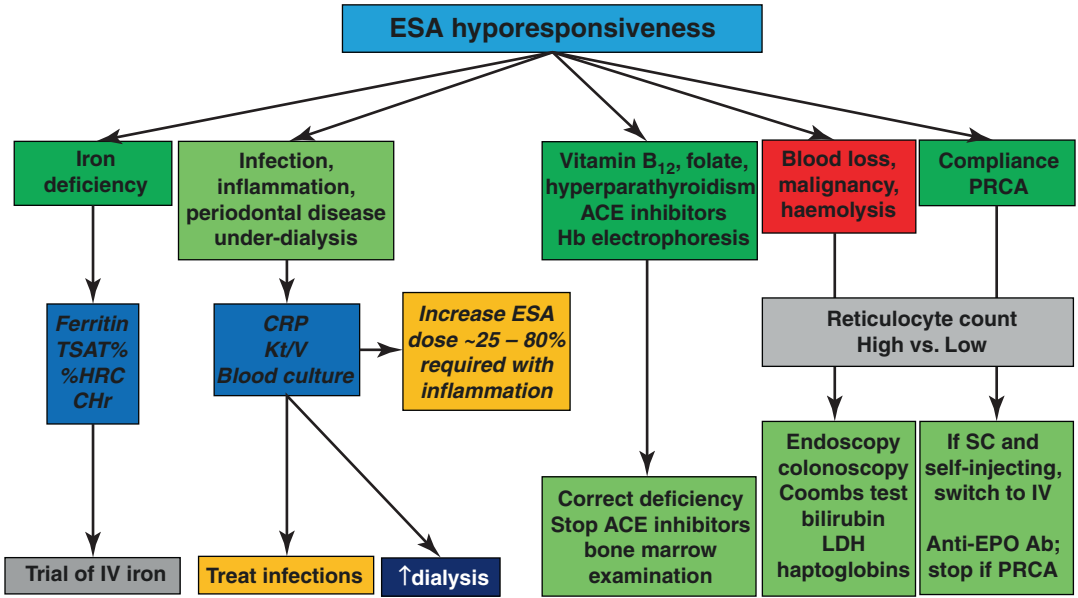 ESA hyporesponsiveness
Iron
deficiency
Infection,
inflammation,
periodontal disease
under-dialysis
Vitamin B12, folate,
hyperparathyroidism
ACE inhibitors
Hb electrophoresis
Blood loss,
malignancy,
haemolysis
Compliance
PRCA
Ferritin
TSAT%
%HRC
CHr
CRP
Kt/V
Blood culture
Increase ESA
dose ~25 – 80%
required with
inflammation
Reticulocyte count
High vs. Low
Trial of IV iron
Treat infections
↑dialysis
Correct deficiency
Stop ACE inhibitors
bone marrow
examination
Endoscopy
colonoscopy
Coombs test
bilirubin
LDH
haptoglobins
If SC and
self-injecting,
switch to IV
Anti-EPO Ab;
stop if PRCA